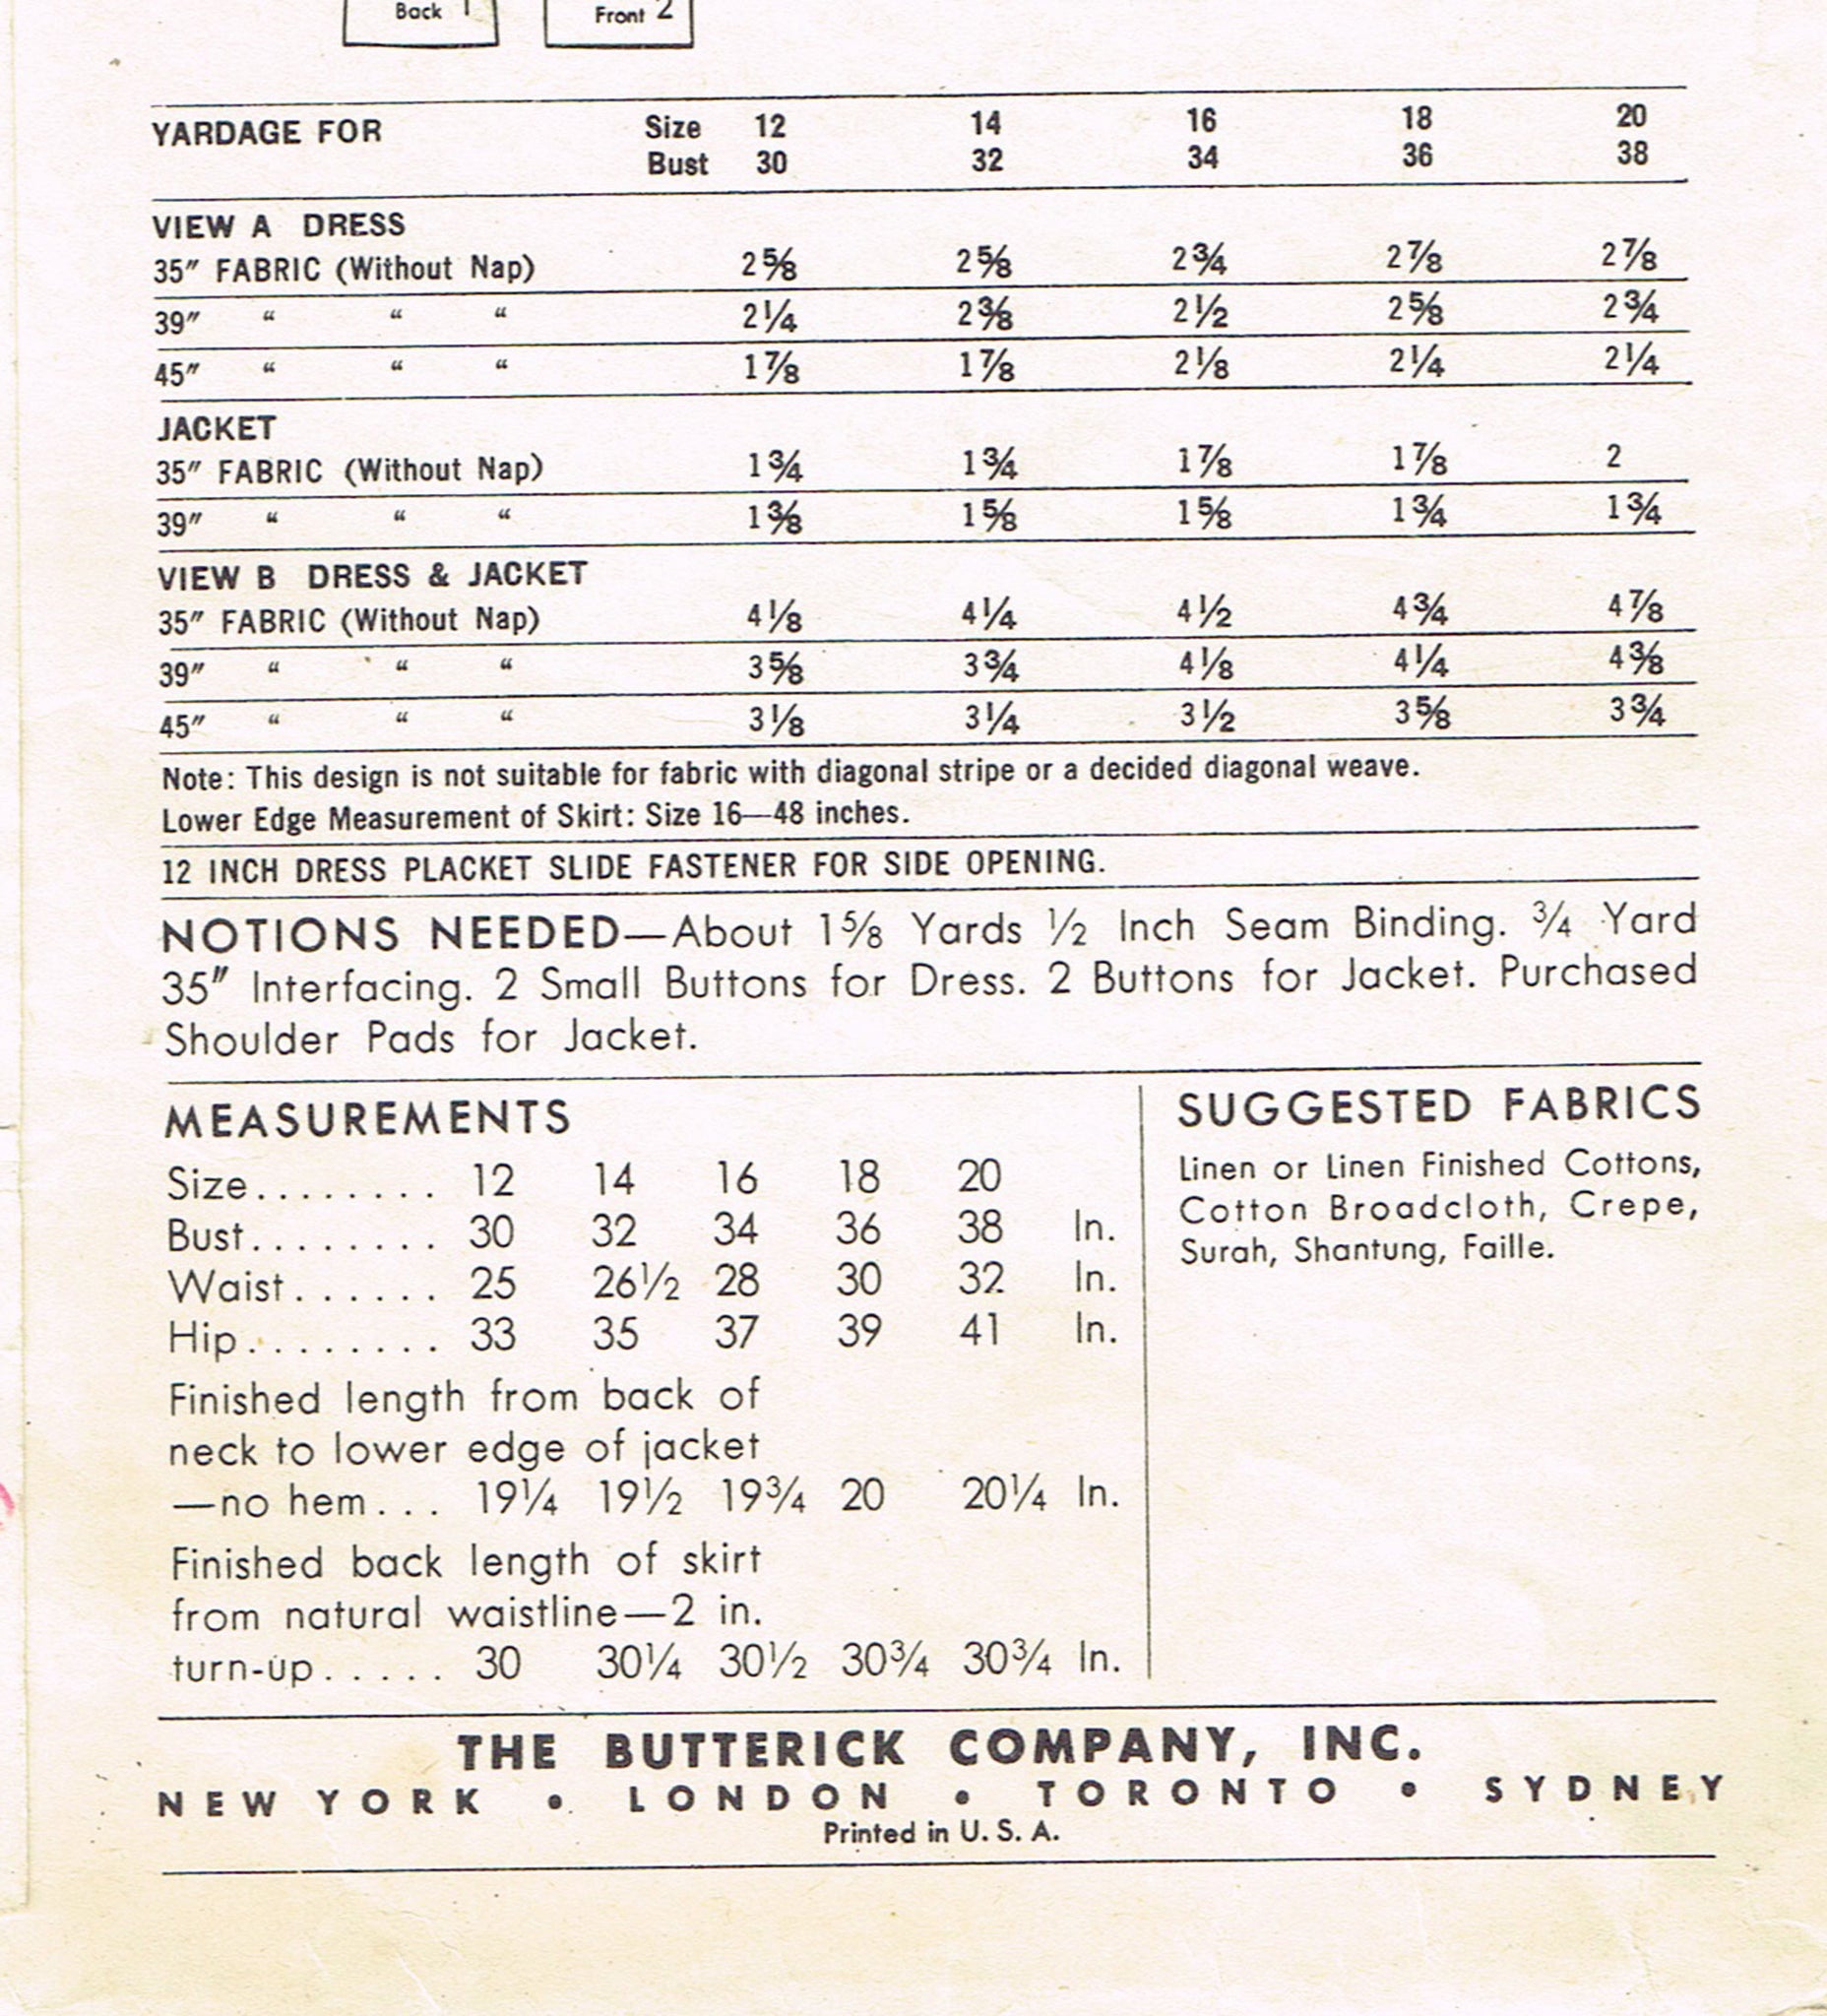 Back 1 Front 2
YARDAGE FOR Size 12 14 16 18 20
Bust 30 32 34 36 38
VIEW A DRESS
35" FABRIC (Without Nap) 2⅝ 2⅝ 2¾ 2⅞ 2⅞
39" " " " 2¼ 2⅜ 2½ 2⅝ 2¾
45" " " " 1⅞ 1⅞ 2⅛ 2¼ 2¼
JACKET
35" FABRIC (Without Nap) 1¾ 1¾ 1⅞ 1⅞ 2
39" " " " 1⅜ 1⅝ 1⅝ 1¾ 1¾
VIEW B DRESS & JACKET
35" FABRIC (Without Nap) 4⅛ 4¼ 4½ 4¾ 4⅞
39" " " " 3⅝ 3¾ 4⅛ 4¼ 4⅜
45" " " " 3⅛ 3¼ 3½ 3⅝ 3¾
Note: This design is not suitable for fabric with diagonal stripe or a decided diagonal weave.
Lower Edge Measurement of Skirt: Size 16—48 inches.
12 INCH DRESS PLACKET SLIDE FASTENER FOR SIDE OPENING.
NOTIONS NEEDED—About 1⅝ Yards ½ Inch Seam Binding. ¾ Yard
35" Interfacing. 2 Small Buttons for Dress. 2 Buttons for Jacket. Purchased
Shoulder Pads for Jacket.
MEASUREMENTS
Size........ 12 14 16 18 20
Bust........ 30 32 34 36 38 In.
Waist...... 25 26½ 28 30 32 In.
Hip........ 33 35 37 39 41 In.
Finished length from back of
neck to lower edge of jacket
—no hem... 19¼ 19½ 19¾ 20 20¼ In.
Finished back length of skirt
from natural waistline—2 in.
turn-up..... 30 30¼ 30½ 30¾ 30¾ In.
SUGGESTED FABRICS
Linen or Linen Finished Cottons,
Cotton Broadcloth, Crepe,
Surah, Shantung, Faille.
THE BUTTERICK COMPANY, INC.
NEW YORK • LONDON • TORONTO • SYDNEY
Printed in U. S. A.